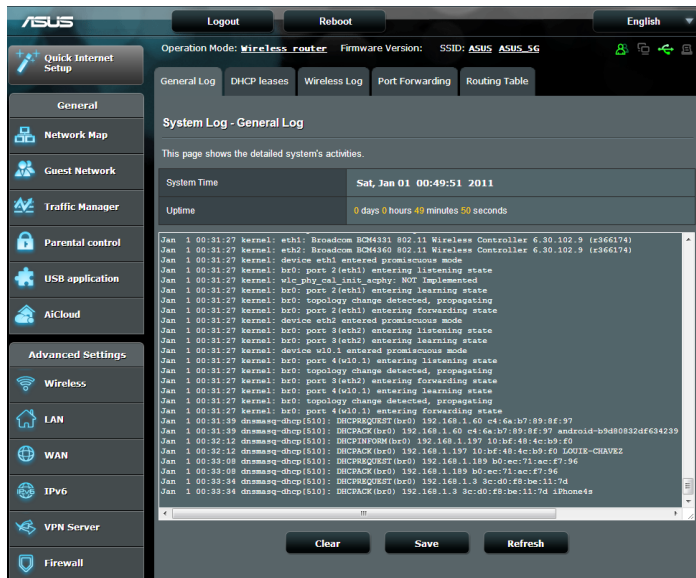 ASUS
Logout
Reboot
English
Quick Internet Setup
Operation Mode: Wireless router Firmware Version: SSID: ASUS ASUS_5G
General Log
DHCP leases
Wireless Log
Port Forwarding
Routing Table
General
Network Map
Guest Network
Traffic Manager
Parental control
USB application
AiCloud
Advanced Settings
Wireless
LAN
WAN
IPv6
VPN Server
Firewall
System Log - General Log
This page shows the detailed system's activities.
System Time Sat, Jan 01 00:49:51 2011
Uptime 0 days 0 hours 49 minutes 50 seconds
Jan 1 00:31:27 kernel: eth1: Broadcom BCM4331 802.11 Wireless Controller 6.30.102.9 (r366174)
Jan 1 00:31:27 kernel: eth2: Broadcom BCM4360 802.11 Wireless Controller 6.30.102.9 (r366174)
Jan 1 00:31:27 kernel: device eth1 entered promiscuous mode
Jan 1 00:31:27 kernel: br0: port 2(eth1) entering listening state
Jan 1 00:31:27 kernel: wlc_phy_cal_init_acphy: NOT Implemented
Jan 1 00:31:27 kernel: br0: port 2(eth1) entering learning state
Jan 1 00:31:27 kernel: br0: topology change detected, propagating
Jan 1 00:31:27 kernel: br0: port 2(eth1) entering forwarding state
Jan 1 00:31:27 kernel: device eth2 entered promiscuous mode
Jan 1 00:31:27 kernel: br0: port 3(eth2) entering listening state
Jan 1 00:31:27 kernel: br0: port 3(eth2) entering learning state
Jan 1 00:31:27 kernel: device wl0.1 entered promiscuous mode
Jan 1 00:31:27 kernel: br0: port 4(wl0.1) entering listening state
Jan 1 00:31:27 kernel: br0: topology change detected, propagating
Jan 1 00:31:27 kernel: br0: port 3(eth2) entering forwarding state
Jan 1 00:31:27 kernel: br0: port 4(wl0.1) entering learning state
Jan 1 00:31:27 kernel: br0: topology change detected, propagating
Jan 1 00:31:27 kernel: br0: port 4(wl0.1) entering forwarding state
Jan 1 00:31:39 dnsmasq-dhcp[510]: DHCPREQUEST(br0) 192.168.1.60 c4:6a:b7:89:8f:97
Jan 1 00:31:39 dnsmasq-dhcp[510]: DHCPACK(br0) 192.168.1.60 c4:6a:b7:89:8f:97 android-b9d80832df634239
Jan 1 00:32:12 dnsmasq-dhcp[510]: DHCPINFORM(br0) 192.168.1.197 10:bf:48:4c:b9:f0
Jan 1 00:32:12 dnsmasq-dhcp[510]: DHCPACK(br0) 192.168.1.197 10:bf:48:4c:b9:f0 LOUIE-CHAVEZ
Jan 1 00:33:08 dnsmasq-dhcp[510]: DHCPREQUEST(br0) 192.168.1.189 b0:ec:71:ac:f7:96
Jan 1 00:33:08 dnsmasq-dhcp[510]: DHCPACK(br0) 192.168.1.189 b0:ec:71:ac:f7:96
Jan 1 00:33:34 dnsmasq-dhcp[510]: DHCPREQUEST(br0) 192.168.1.3 3c:d0:f8:be:11:7d
Jan 1 00:33:34 dnsmasq-dhcp[510]: DHCPACK(br0) 192.168.1.3 3c:d0:f8:be:11:7d iPhone4s
Clear
Save
Refresh